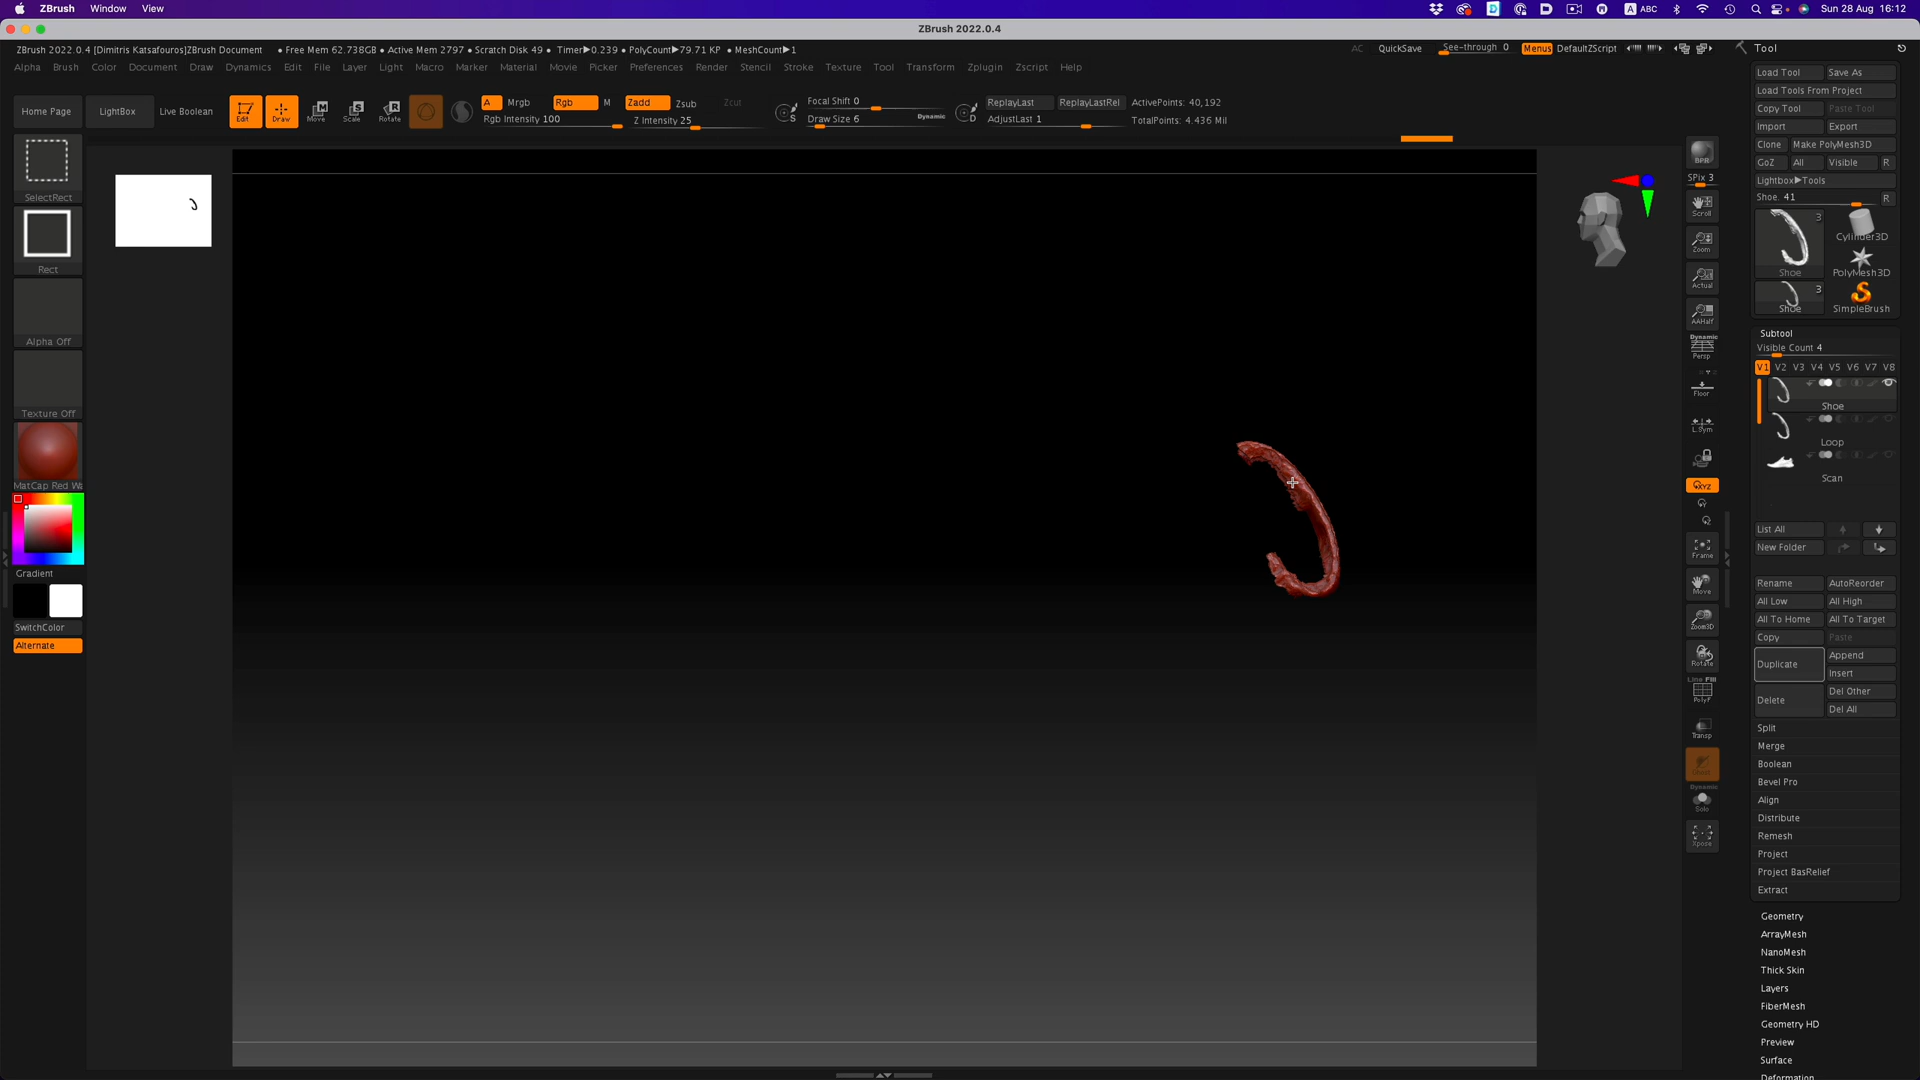 ZBrush Window View
ABC Sun 28 Aug 16:12
ZBrush 2022.0.4
ZBrush 2022.0.4 [Dimitris Katsafouros]ZBrush Document • Free Mem 62.738GB • Active Mem 2797 • Scratch Disk 49 • Timer▶0.239 • PolyCount▶79.71 KP • MeshCount▶1
AC QuickSave See-through 0 Menus DefaultZScript Tool
Alpha Brush Color Document Draw Dynamics Edit File Layer Light Macro Marker Material Movie Picker Preferences Render Stencil Stroke Texture Tool Transform Zplugin Zscript Help
Home Page LightBox Live Boolean Edit Draw Move Scale Rotate
A Mrgb Rgb M Zadd Zsub Zcut
Rgb Intensity 100 Z Intensity 25
Focal Shift 0
Draw Size 6 Dynamic
ReplayLast ReplayLastRel
AdjustLast 1
ActivePoints: 40,192
TotalPoints: 4.436 Mil
SelectRect
Rect
Alpha Off
Texture Off
MatCap Red Wa
Gradient
SwitchColor
Alternate
BPR
SPix 3
Scroll
Zoom
Actual
AAHalf
Dynamic
Persp
Floor
L.Sym
XYZ
Frame
Move
Zoom3D
Rotate
Line Fill
PolyF
Transp
Ghost
Dynamic
Solo
Xpose
Load Tool Save As
Load Tools From Project
Copy Tool Paste Tool
Import Export
Clone Make PolyMesh3D
GoZ All Visible R
Lightbox▶Tools
Shoe. 41 R
3
Shoe
Cylinder3D
PolyMesh3D
3
Shoe
SimpleBrush
Subtool
Visible Count 4
V1 V2 V3 V4 V5 V6 V7 V8
Shoe
Loop
Scan
List All
New Folder
Rename AutoReorder
All Low All High
All To Home All To Target
Copy Paste
Duplicate Append
Insert
Delete Del Other
Del All
Split
Merge
Boolean
Bevel Pro
Align
Distribute
Remesh
Project
Project BasRelief
Extract
Geometry
ArrayMesh
NanoMesh
Thick Skin
Layers
FiberMesh
Geometry HD
Preview
Surface
Deformation